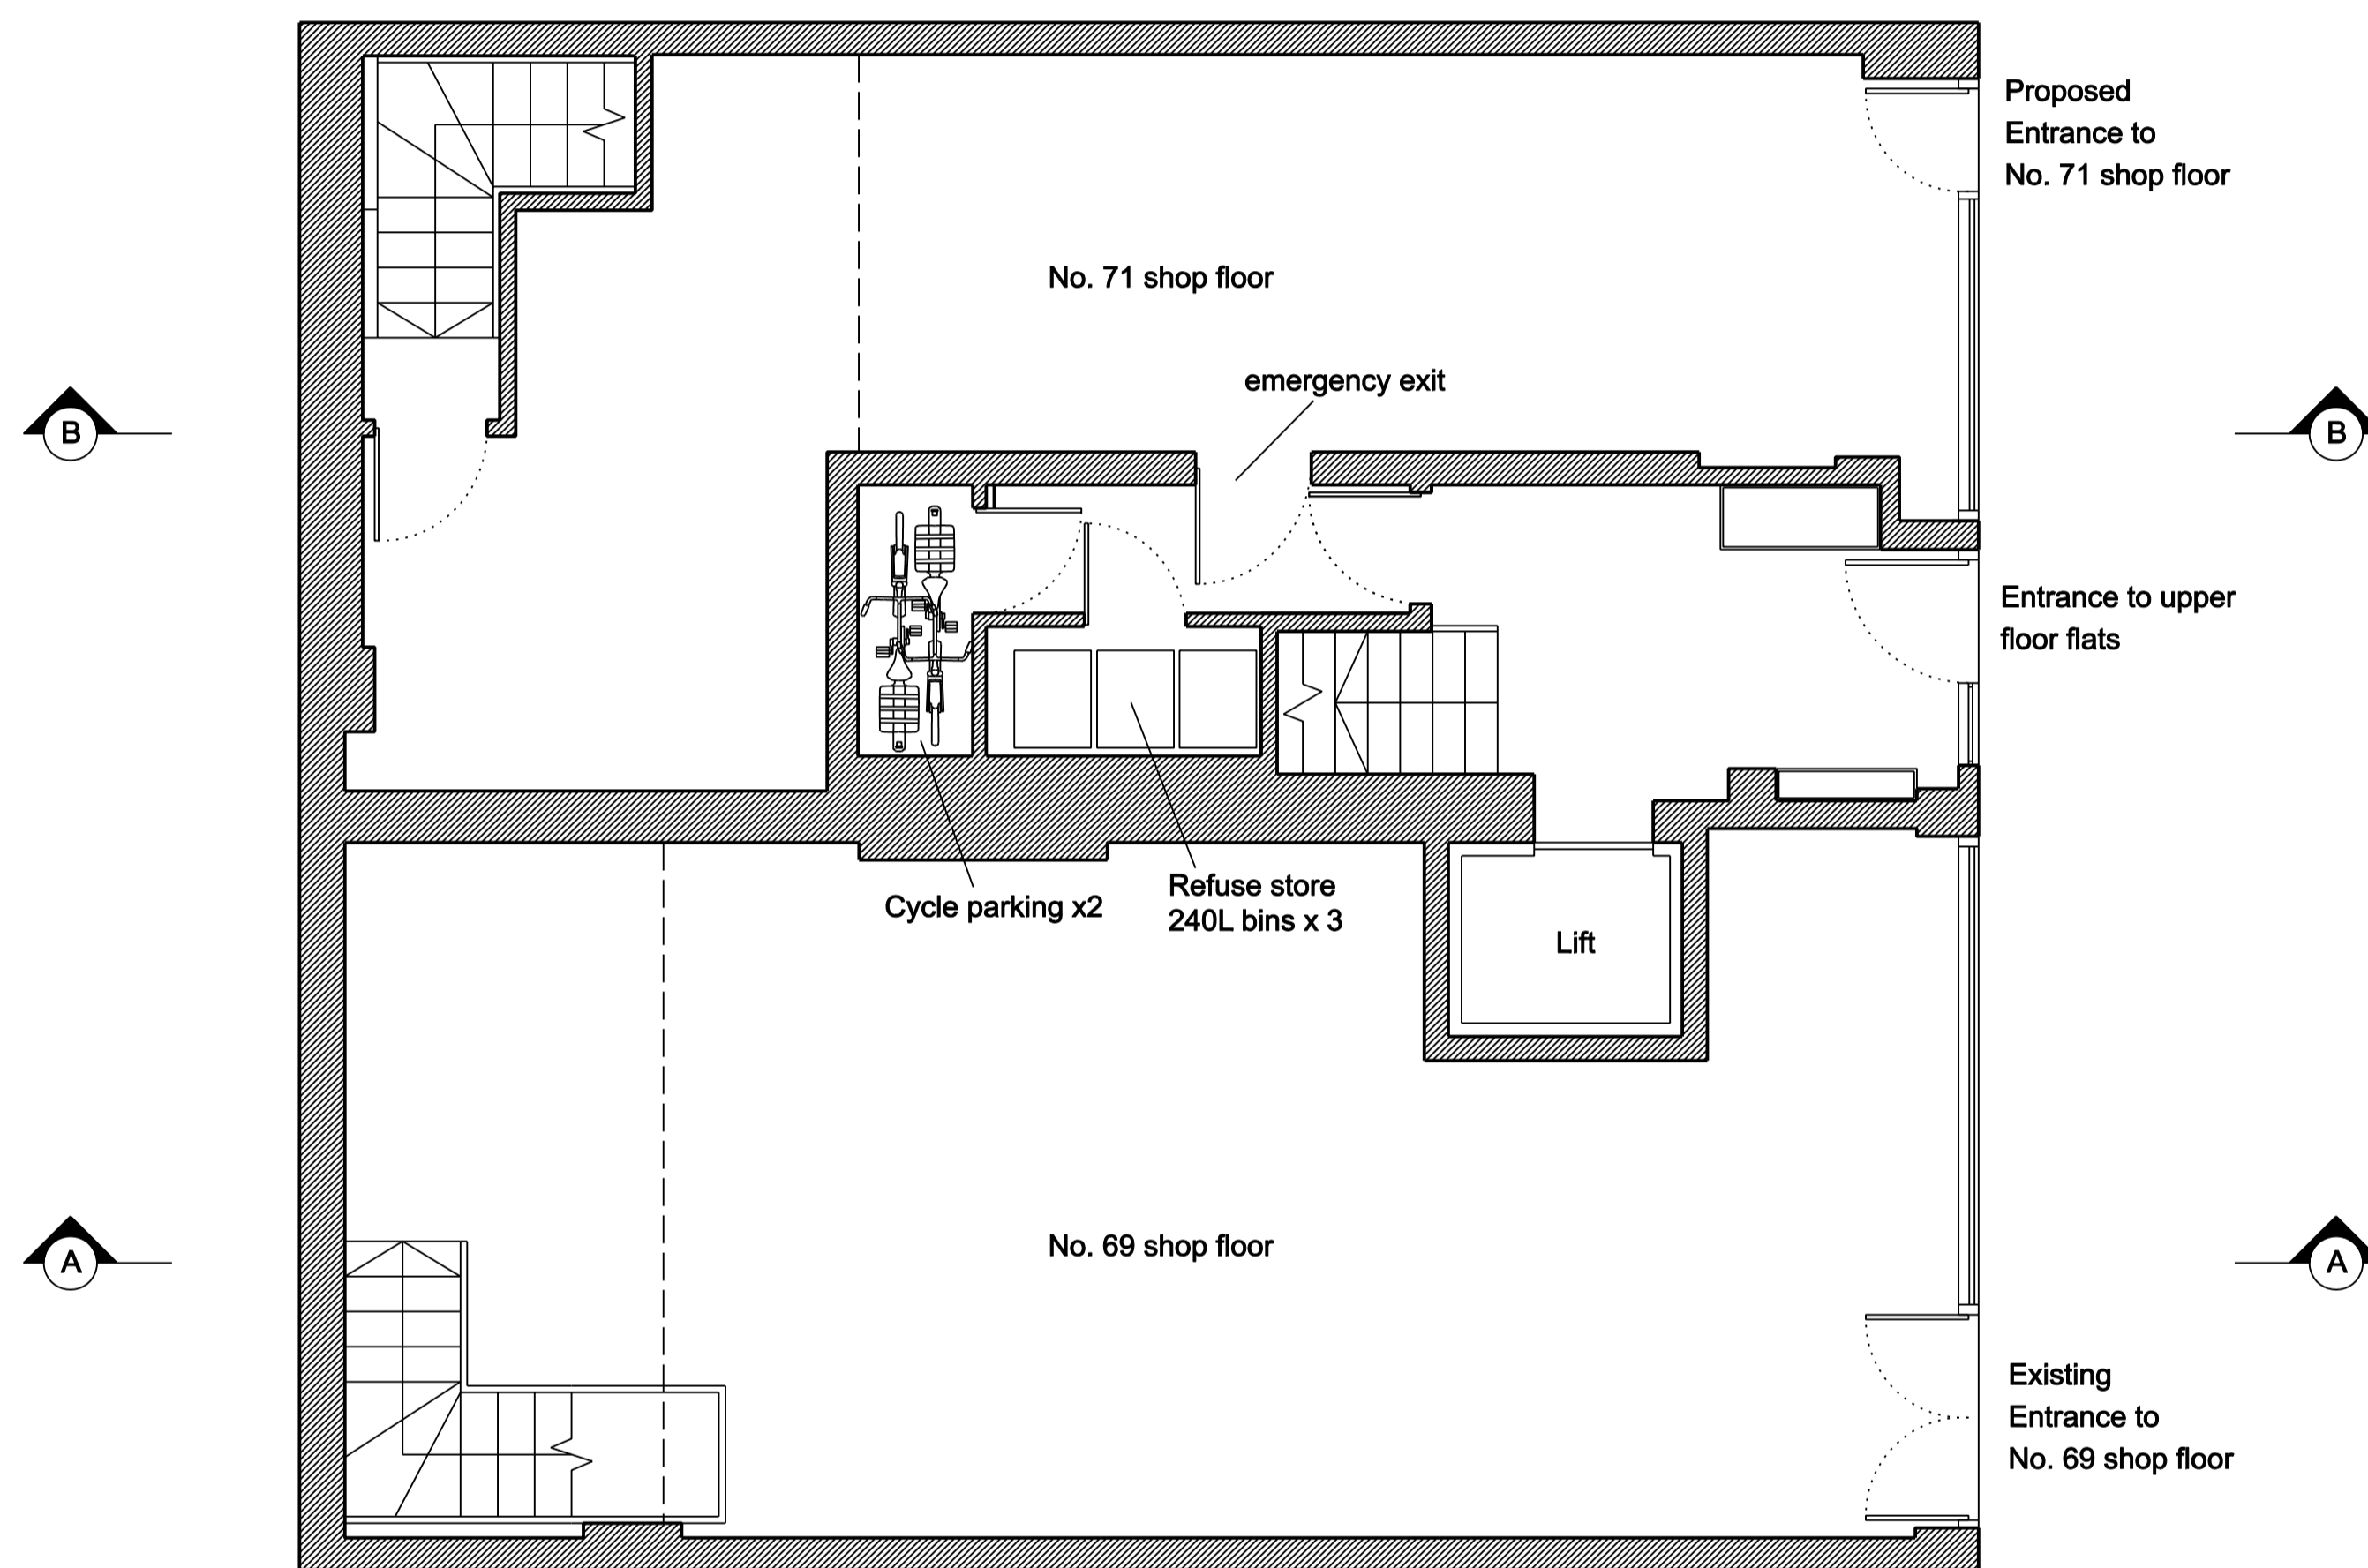 Proposed
Entrance to
No. 71 shop floor
No. 71 shop floor
emergency exit
B
B
Entrance to upper
floor flats
Refuse store
240L bins x 3
Cycle parking x2
Lift
No. 69 shop floor
A
A
Existing
Entrance to
No. 69 shop floor